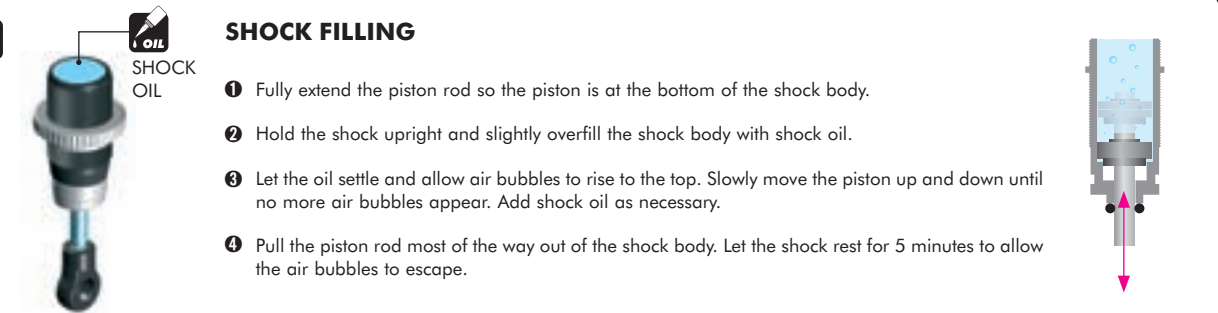 OIL
SHOCK
OIL
SHOCK FILLING
❶ Fully extend the piston rod so the piston is at the bottom of the shock body.
❷ Hold the shock upright and slightly overfill the shock body with shock oil.
❸ Let the oil settle and allow air bubbles to rise to the top. Slowly move the piston up and down until
no more air bubbles appear. Add shock oil as necessary.
❹ Pull the piston rod most of the way out of the shock body. Let the shock rest for 5 minutes to allow
the air bubbles to escape.